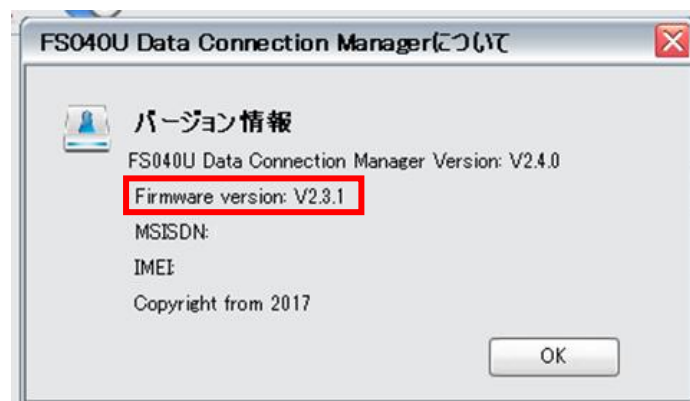 FS040U Data Connection Managerについて
バージョン情報
FS040U Data Connection Manager Version: V2.4.0
Firmware version: V2.3.1
MSISDN:
IMEI:
Copyright from 2017
OK